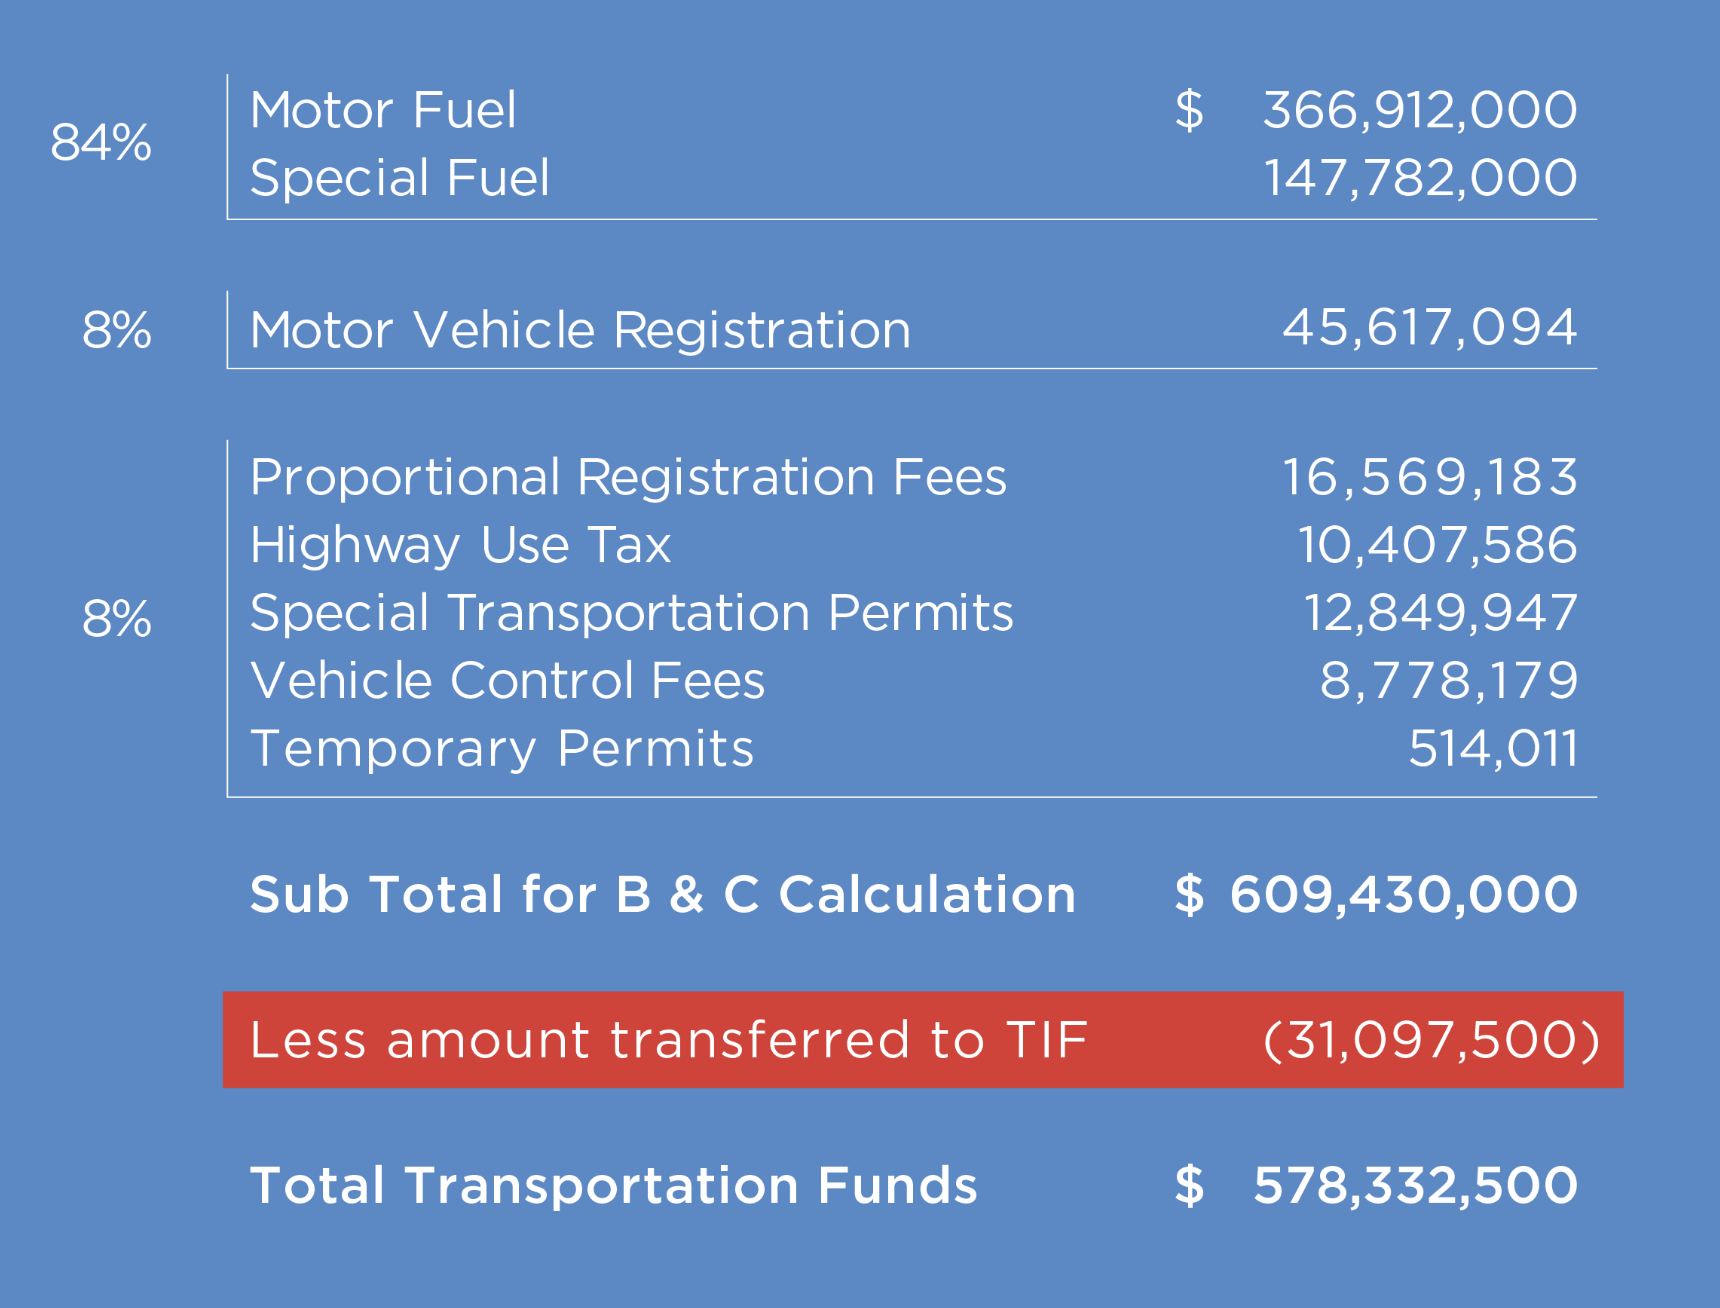 84%
Motor Fuel $ 366,912,000
Special Fuel 147,782,000
8% Motor Vehicle Registration 45,617,094
Proportional Registration Fees 16,569,183
Highway Use Tax 10,407,586
8%
Special Transportation Permits 12,849,947
Vehicle Control Fees 8,778,179
Temporary Permits 514,011
Sub Total for B & C Calculation $ 609,430,000
Less amount transferred to TIF (31,097,500)
Total Transportation Funds $ 578,332,500